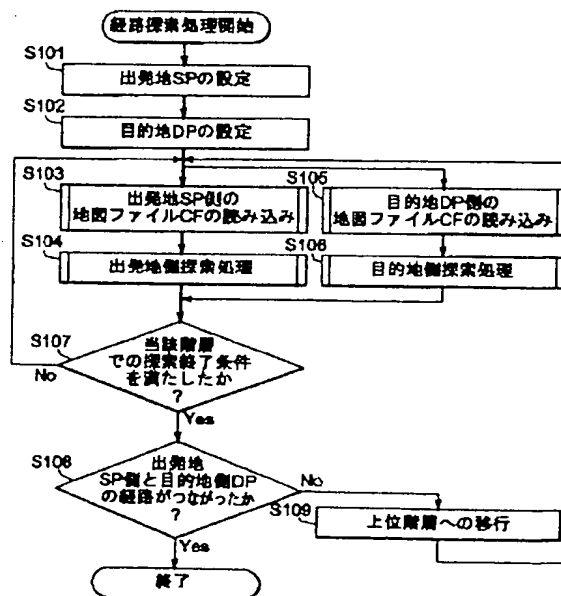 経路探索処理開始
S101
出発地SPの設定
S102
目的地DPの設定
S103
出発地SP側の
地図ファイルCFの読み込み
S105
目的地DP側の
地図ファイルCFの読み込み
S104
出発地側探索処理
S106
目的地側探索処理
S107
当該階層
での探索終了条件
を満たしたか
?
No
Yes
S108
出発地
SP側と目的地側DP
の経路がつながったか
?
No
S109
上位階層への移行
Yes
終了